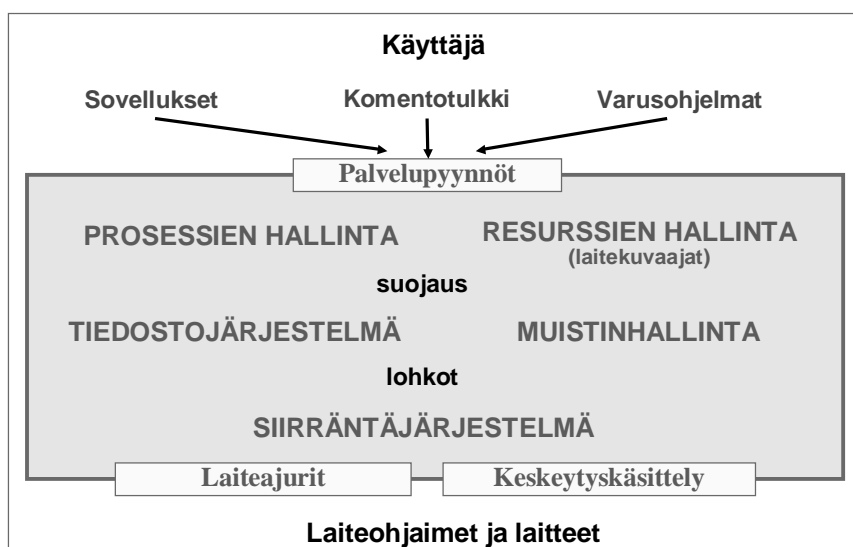 Käyttäjä
Sovellukset Komentotulkki Varusohjelmat
Palvelupyynnöt
PROSESSIEN HALLINTA RESURSSIEN HALLINTA
(laitekuvaajat)
suojaus
TIEDOSTOJÄRJESTELMÄ MUISTINHALLINTA
lohkot
SIIRRÄNTÄJÄRJESTELMÄ
Laiteajurit Keskeytyskäsittely
Laiteohjaimet ja laitteet